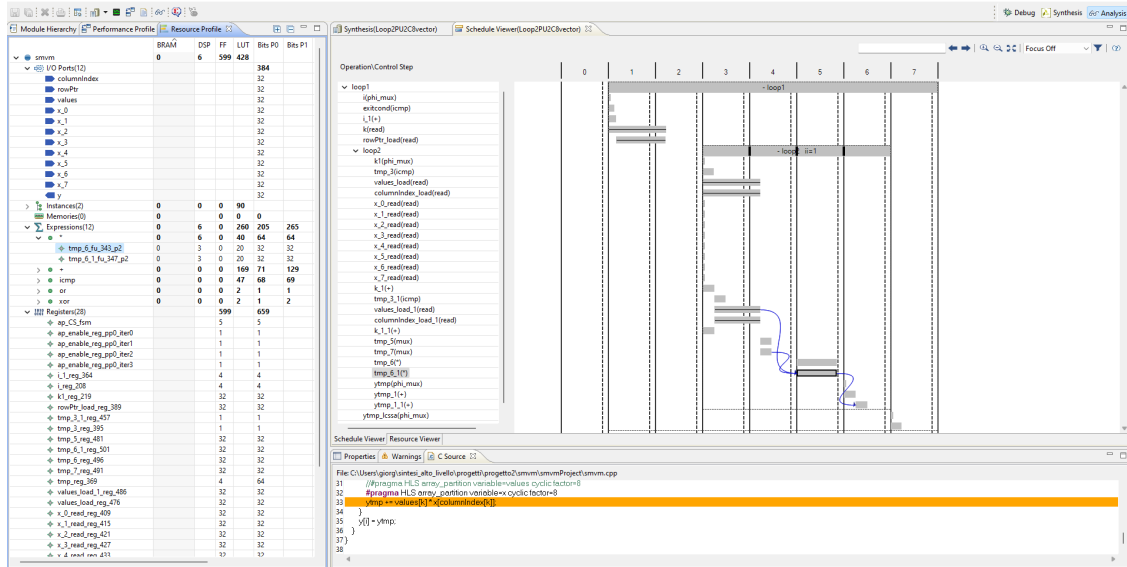 Debug Synthesis Analysis
Module Hierarchy Performance Profile Resource Profile
BRAM DSP FF LUT Bits P0 Bits P1
smvm 6 599 428
I/O Ports(12) 384
columnIndex 32
rowPtr 32
values 32
x_0 32
x_1 32
x_2 32
x_3 32
x_4 32
x_5 32
x_6 32
x_7 32
y 32
Instances(2) 0 0 0 90
Memories(0) 0 0 0 0
Expressions(12) 0 6 0 260 205 265
* 0 6 0 40 64 64
tmp_6_fu_343_p2 0 3 0 20 32 32
tmp_6_1_fu_347_p2 0 3 0 20 32 32
+ 0 0 0 169 71 129
icmp 0 0 0 47 68 69
or 0 0 0 2 1 1
xor 0 0 0 2 1 2
Registers(28) 599 659
ap_CS_fsm 5 5
ap_enable_reg_pp0_iter0 1 1
ap_enable_reg_pp0_iter1 1 1
ap_enable_reg_pp0_iter2 1 1
ap_enable_reg_pp0_iter3 1 1
i_1_reg_364 4 4
i_reg_208 4 4
k1_reg_219 32 32
rowPtr_load_reg_389 32 32
tmp_3_1_reg_457 1 1
tmp_3_reg_395 1 1
tmp_5_reg_481 32 32
tmp_6_1_reg_501 32 32
tmp_6_reg_496 32 32
tmp_7_reg_491 32 32
tmp_reg_369 4 64
values_load_1_reg_486 32 32
values_load_reg_476 32 32
x_0_read_reg_409 32 32
x_1_read_reg_415 32 32
x_2_read_reg_421 32 32
x_3_read_reg_427 32 32
x_4_read_reg_433 32 32
Synthesis(Loop2PU2C8vector) Schedule Viewer(Loop2PU2C8vector)
Focus Off
Operation\Control Step 0 1 2 3 4 5 6 7
loop1 - loop1
i(phi_mux)
exitcond(icmp)
i_1(+)
k(read)
rowPtr_load(read)
loop2 - loop2 ii=1
k1(phi_mux)
tmp_3(icmp)
values_load(read)
columnIndex_load(read)
x_0_read(read)
x_1_read(read)
x_2_read(read)
x_3_read(read)
x_4_read(read)
x_5_read(read)
x_6_read(read)
x_7_read(read)
k_1(+)
tmp_3_1(icmp)
values_load_1(read)
columnIndex_load_1(read)
k_1_1(+)
tmp_5(mux)
tmp_7(mux)
tmp_6(*)
tmp_6_1(*)
ytmp(phi_mux)
ytmp_1(+)
ytmp_1_1(+)
ytmp_lcssa(phi_mux)
Schedule Viewer Resource Viewer
Properties Warnings C Source
File: C:\Users\giorg\sintesi_alto_livello\progetti\progetto2\smvm\smvmProject\smvm.cpp
31 //#pragma HLS array_partition variable=values cyclic factor=8
32 #pragma HLS array_partition variable=x cyclic factor=8
33 ytmp += values[k] * x[columnIndex[k]];
34 }
35 y[i] = ytmp;
36 }
37 }
38